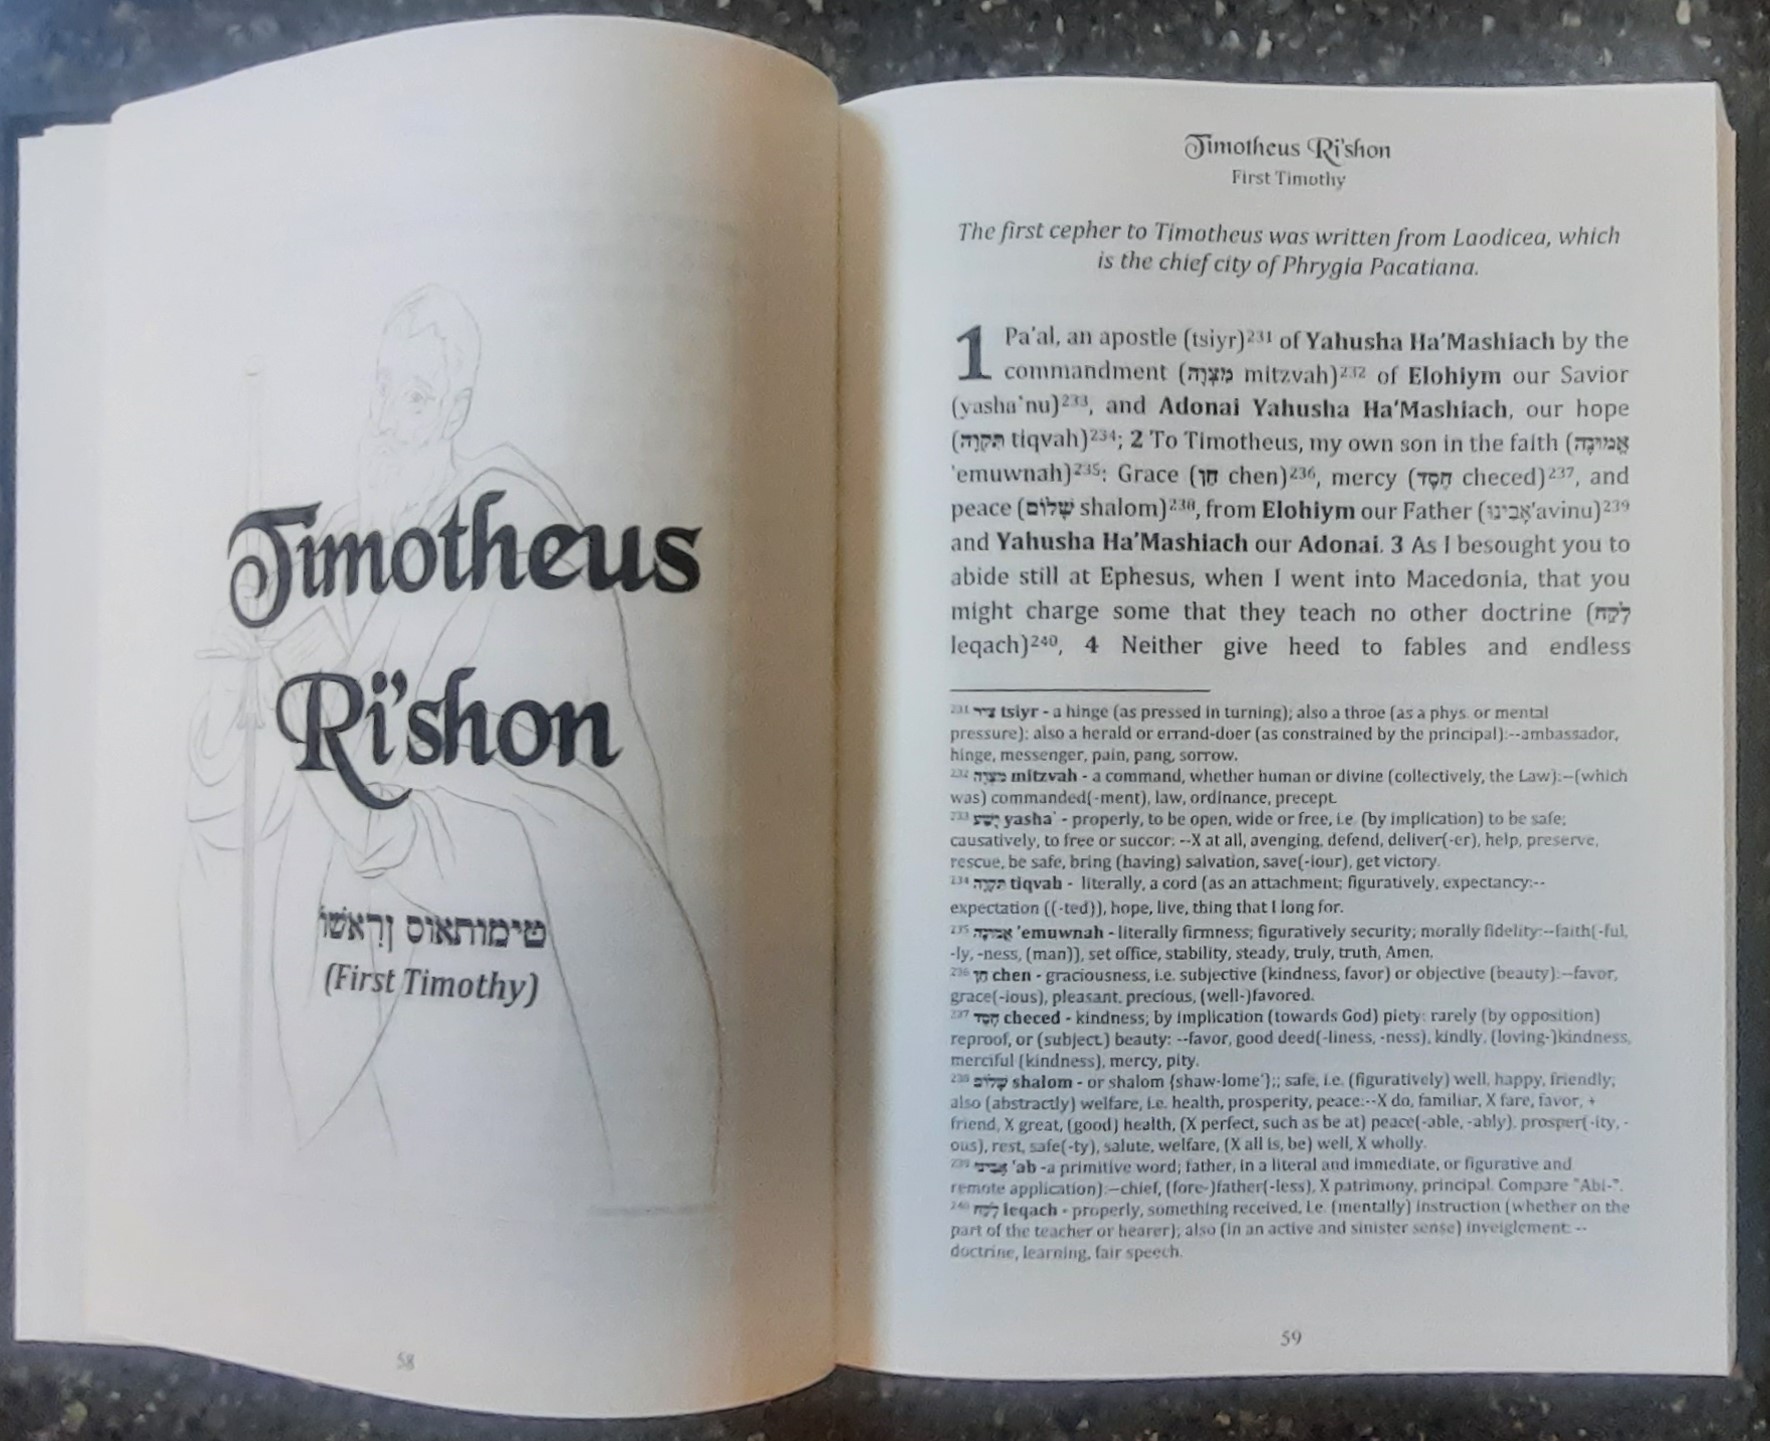 Timotheus
Ri'shon
טימותאוס וןראשו
(First Timothy)
58
Timotheus Ri'shon
First Timothy
The first cepher to Timotheus was written from Laodicea, which
is the chief city of Phrygia Pacatiana.
1 Pa'al, an apostle (tsiyr)231 of Yahusha Ha'Mashiach by the
commandment (מִצְוָה mitzvah)232 of Elohiym our Savior
(yasha`nu)233, and Adonai Yahusha Ha'Mashiach, our hope
(תִּקְוָה tiqvah)234; 2 To Timotheus, my own son in the faith (אֱמוּנָה
'emuwnah)235: Grace (חֵן chen)236, mercy (חֶסֶד checed)237, and
peace (שָׁלוֹם shalom)238, from Elohiym our Father (אָבִינוּ'avinu)239
and Yahusha Ha'Mashiach our Adonai. 3 As I besought you to
abide still at Ephesus, when I went into Macedonia, that you
might charge some that they teach no other doctrine (לֶקַח
leqach)240, 4 Neither give heed to fables and endless
231 ציר tsiyr - a hinge (as pressed in turning); also a throe (as a phys. or mental
pressure); also a herald or errand-doer (as constrained by the principal):--ambassador,
hinge, messenger, pain, pang, sorrow.
232 מִצְוָה mitzvah - a command, whether human or divine (collectively, the Law):--(which
was) commanded(-ment), law, ordinance, precept.
233 יָשַׁע yasha` - properly, to be open, wide or free, i.e. (by implication) to be safe;
causatively, to free or succor: --X at all, avenging, defend, deliver(-er), help, preserve,
rescue, be safe, bring (having) salvation, save(-iour), get victory.
234 תִּקְוָה tiqvah - literally, a cord (as an attachment; figuratively, expectancy:--
expectation ((-ted)), hope, live, thing that I long for.
235 אֱמוּנָה 'emuwnah - literally firmness; figuratively security; morally fidelity:--faith(-ful,
-ly, -ness, (man)), set office, stability, steady, truly, truth, Amen,
236 חֵן chen - graciousness, i.e. subjective (kindness, favor) or objective (beauty):--favor,
grace(-ious), pleasant, precious, (well-)favored.
237 חֶסֶד checed - kindness; by implication (towards God) piety: rarely (by opposition)
reproof, or (subject.) beauty: --favor, good deed(-liness, -ness), kindly, (loving-)kindness,
merciful (kindness), mercy, pity.
238 שָׁלוֹם shalom - or shalom {shaw-lome'};; safe, i.e. (figuratively) well, happy, friendly;
also (abstractly) welfare, i.e. health, prosperity, peace:--X do, familiar, X fare, favor, +
friend, X great, (good) health, (X perfect, such as be at) peace(-able, -ably), prosper(-ity, -
ous), rest, safe(-ty), salute, welfare, (X all is, be) well, X wholly.
239 אָבִינוּ 'ab -a primitive word; father, in a literal and immediate, or figurative and
remote application):--chief, (fore-)father(-less), X patrimony, principal. Compare "Abi-".
240 לֶקַח leqach - properly, something received, i.e. (mentally) instruction (whether on the
part of the teacher or hearer); also (in an active and sinister sense) inveiglement: --
doctrine, learning, fair speech.
59